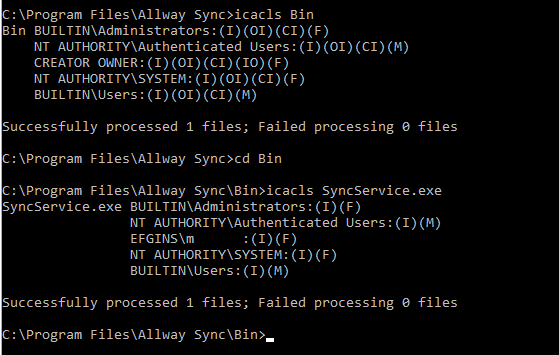 C:\Program Files\Allway Sync>icacls Bin
Bin BUILTIN\Administrators:(I)(OI)(CI)(F)
    NT AUTHORITY\Authenticated Users:(I)(OI)(CI)(M)
    CREATOR OWNER:(I)(OI)(CI)(IO)(F)
    NT AUTHORITY\SYSTEM:(I)(OI)(CI)(F)
    BUILTIN\Users:(I)(OI)(CI)(M)
Successfully processed 1 files; Failed processing 0 files
C:\Program Files\Allway Sync>cd Bin
C:\Program Files\Allway Sync\Bin>icacls SyncService.exe
SyncService.exe BUILTIN\Administrators:(I)(F)
                NT AUTHORITY\Authenticated Users:(I)(M)
                EFGINS\m      :(I)(F)
                NT AUTHORITY\SYSTEM:(I)(F)
                BUILTIN\Users:(I)(M)
Successfully processed 1 files; Failed processing 0 files
C:\Program Files\Allway Sync\Bin>